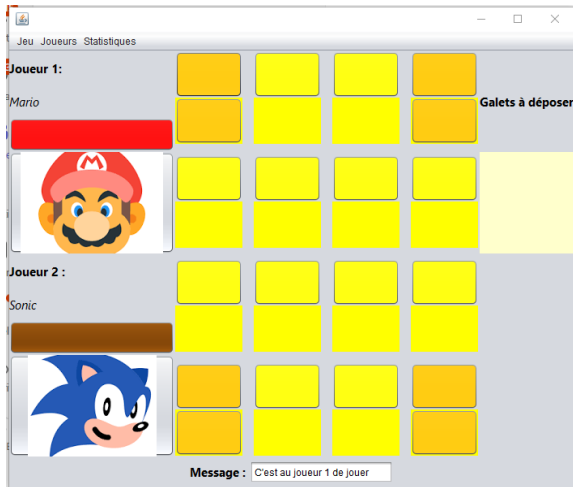 Jeu Joueurs Statistiques
Joueur 1:
Mario
Galets à déposer
M
Joueur 2 :
Sonic
Message : C'est au joueur 1 de jouer